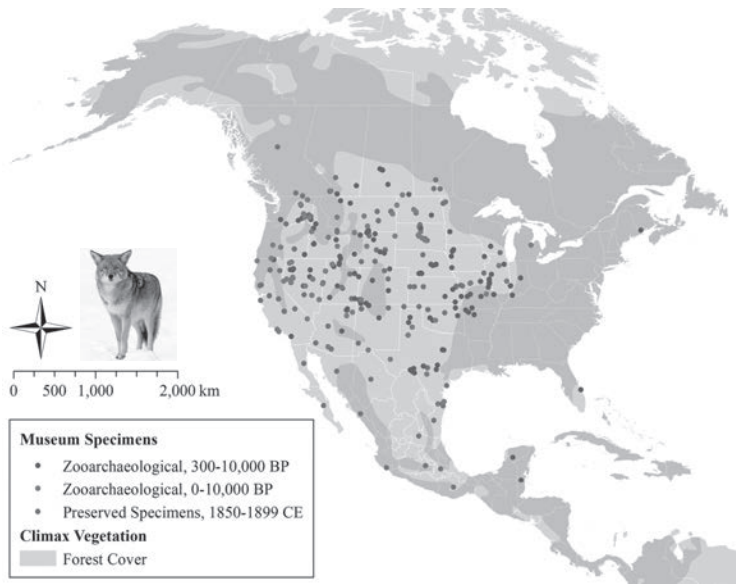 N
0 500 1,000 2,000 km
Museum Specimens
Zooarchaeological, 300-10,000 BP
Zooarchaeological, 0-10,000 BP
Preserved Specimens, 1850-1899 CE
Climax Vegetation
Forest Cover